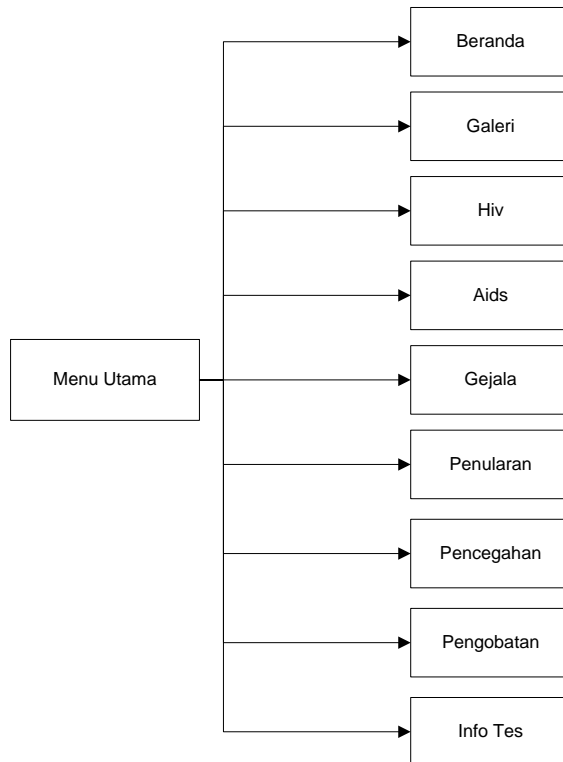 Beranda
Galeri
Hiv
Aids
Menu Utama
Gejala
Penularan
Pencegahan
Pengobatan
Info Tes